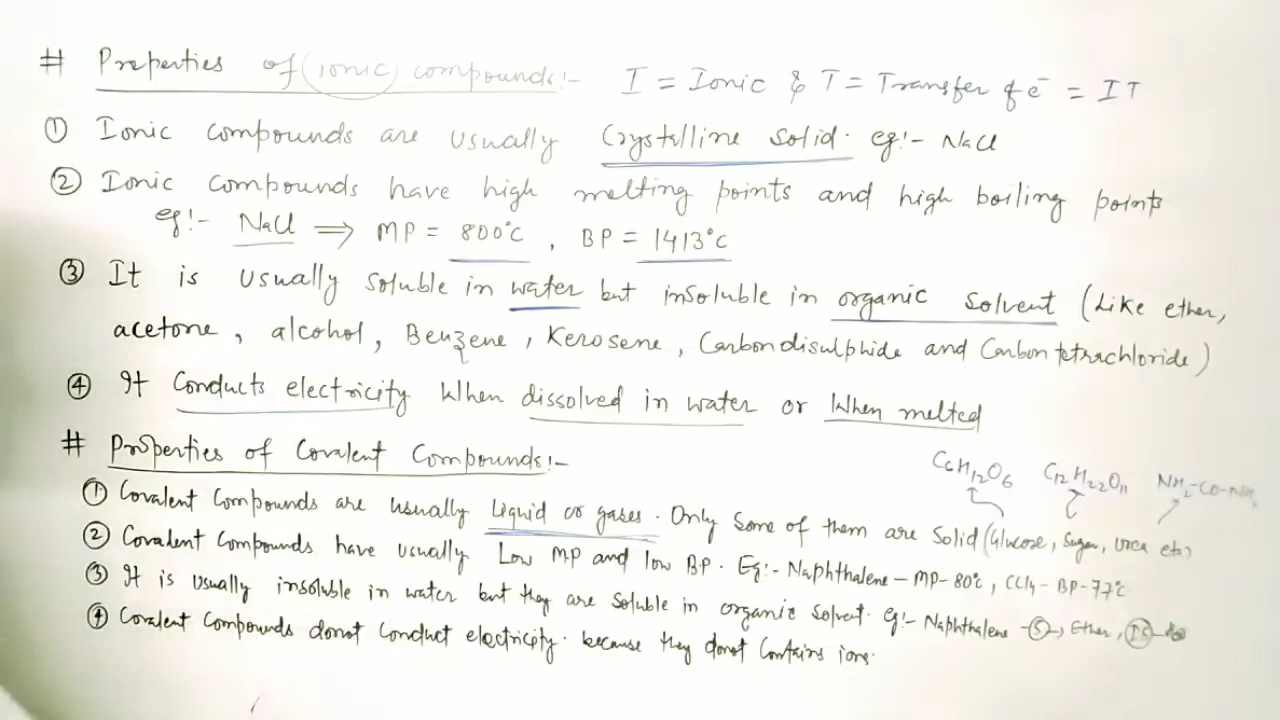 # Properties of (ionic) compounds:- I = Ionic & T = Transfer of e⁻ = IT
① Ionic compounds are usually Crystalline solid. eg:- NaCl
② Ionic compounds have high melting points and high boiling points
eg:- NaCl ⇒ MP = 800°C , BP = 1413°C
③ It is usually soluble in water but insoluble in organic solvent (Like ether,
acetone, alcohol, Benzene, Kerosene, Carbondisulphide and Carbontetrachloride)
④ It Conducts electricity When dissolved in water or When melted
# Properties of Covalent Compounds:-
C6H12O6 C12H22O11 NH2-CO-NH2
① Covalent Compounds are usually Liquid or gases. Only Some of them are Solid (Glucose, Sugar, Urea etc)
② Covalent Compounds have usually Low MP and low BP. Eg:- Naphthalene - MP-80°C, CCl4 - BP-77°C
③ It is usually insoluble in water but they are soluble in organic Solvet. Eg:- Naphthalene -Ⓢ→, Ether,
④ Covalent Compounds donot Conduct electricity. because they donot Contains ions.